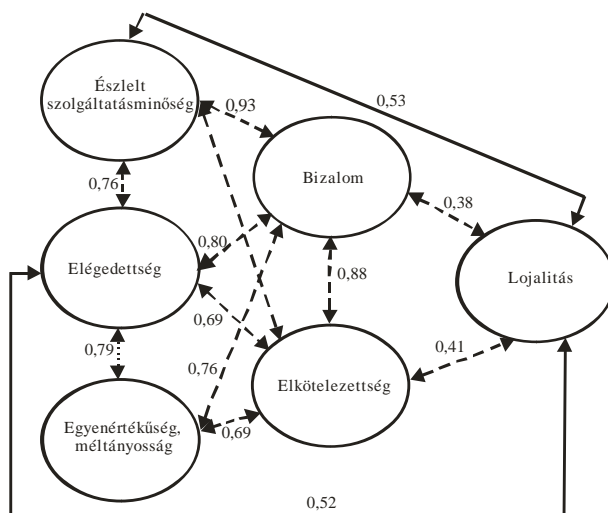 Észlelt
szolgáltatásminőség
0,93
0,53
Bizalom
0,76
0,38
0,80
Elégedettség
0,88
Lojalitás
0,69
0,79
0,76
0,41
Elkötelezettség
Egyenértékűség,
méltányosság
0,69
0,52